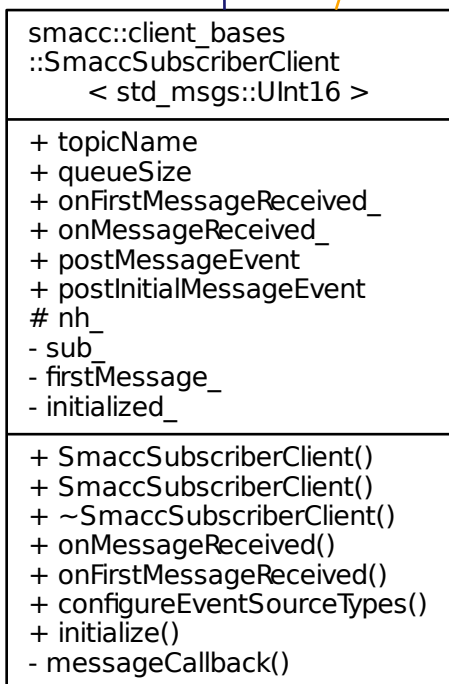 smacc::client_bases
::SmaccSubscriberClient
< std_msgs::UInt16 >
+ topicName
+ queueSize
+ onFirstMessageReceived_
+ onMessageReceived_
+ postMessageEvent
+ postInitialMessageEvent
# nh_
- sub_
- firstMessage_
- initialized_
+ SmaccSubscriberClient()
+ SmaccSubscriberClient()
+ ~SmaccSubscriberClient()
+ onMessageReceived()
+ onFirstMessageReceived()
+ configureEventSourceTypes()
+ initialize()
- messageCallback()